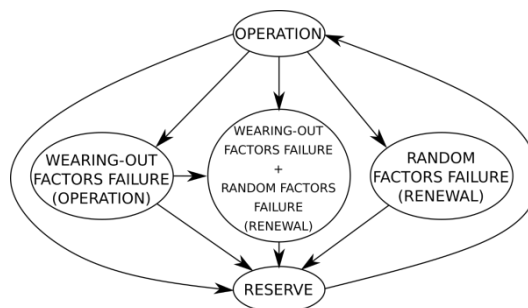 OPERATION
WEARING-OUT
FACTORS FAILURE
(OPERATION)
WEARING-OUT
FACTORS FAILURE
+
RANDOM FACTORS
FAILURE
(RENEWAL)
RANDOM
FACTORS FAILURE
(RENEWAL)
RESERVE